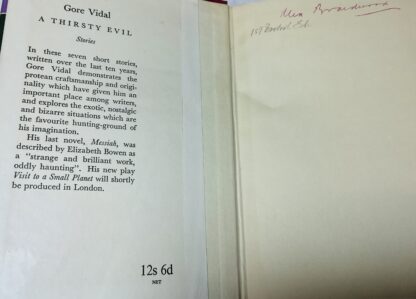 Gore Vidal
A THIRSTY EVIL
Stories
In these seven short stories,
written over the last ten years,
Gore Vidal demonstrates the
protean craftsmanship and origi-
nality which have given him an
important place among writers,
and explores the exotic, nostalgic
and bizarre situations which are
the favourite hunting-ground of
his imagination.
His last novel, Messiah, was
described by Elizabeth Bowen as
a "strange and brilliant work,
oddly haunting". His new play
Visit to a Small Planet will shortly
be produced in London.
12s 6d
NET